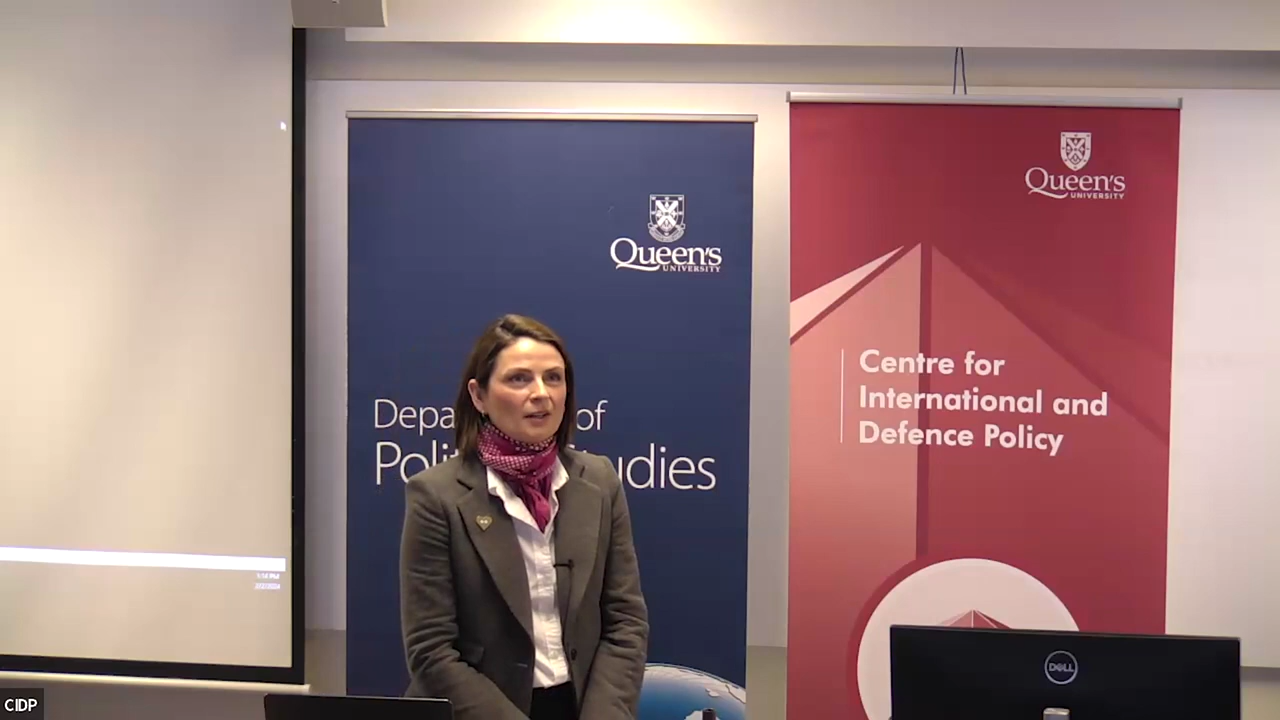 Queen's
UNIVERSITY
Depa of
Poli udies
Queen's
UNIVERSITY
Centre for
International and
Defence Policy
DELL
CIDP